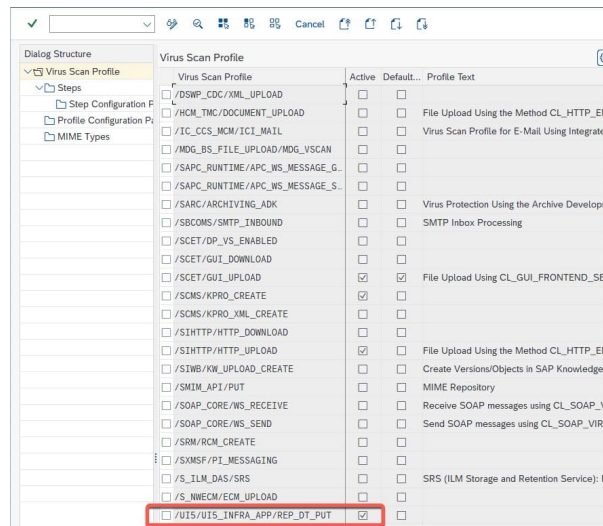 Cancel
Dialog Structure
Virus Scan Profile
Steps
Step Configuration P
Profile Configuration Pa
MIME Types
Virus Scan Profile
Virus Scan Profile Active Default... Profile Text
/DSWP_CDC/XML_UPLOAD
/HCM_TMC/DOCUMENT_UPLOAD File Upload Using the Method CL_HTTP_E
/IC_CCS_MCM/ICI_MAIL Virus Scan Profile for E-Mail Using Integrate
/MDG_BS_FILE_UPLOAD/MDG_VSCAN
/SAPC_RUNTIME/APC_WS_MESSAGE_G…
/SAPC_RUNTIME/APC_WS_MESSAGE_S…
/SARC/ARCHIVING_ADK Virus Protection Using the Archive Develop
/SBCOMS/SMTP_INBOUND SMTP Inbox Processing
/SCET/DP_VS_ENABLED
/SCET/GUI_DOWNLOAD
/SCET/GUI_UPLOAD File Upload Using CL_GUI_FRONTEND_SE
/SCMS/KPRO_CREATE
/SCMS/KPRO_XML_CREATE
/SIHTTP/HTTP_DOWNLOAD
/SIHTTP/HTTP_UPLOAD File Upload Using the Method CL_HTTP_E
/SIWB/KW_UPLOAD_CREATE Create Versions/Objects in SAP Knowledge
/SMIM_API/PUT MIME Repository
/SOAP_CORE/WS_RECEIVE Receive SOAP messages using CL_SOAP_V
/SOAP_CORE/WS_SEND Send SOAP messages using CL_SOAP_VIR
/SRM/RCM_CREATE
/SXMSF/PI_MESSAGING
/S_ILM_DAS/SRS SRS (ILM Storage and Retention Service):
/S_NWECM/ECM_UPLOAD
/UI5/UI5_INFRA_APP/REP_DT_PUT